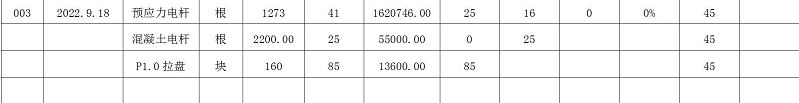 003 2022.9.18 预应力电杆 根 1273 41 1620746.00 25 16 0 0% 45
混凝土电杆 根 2200.00 25 55000.00 0 25 45
P1.0拉盘 块 160 85 13600.00 85 45